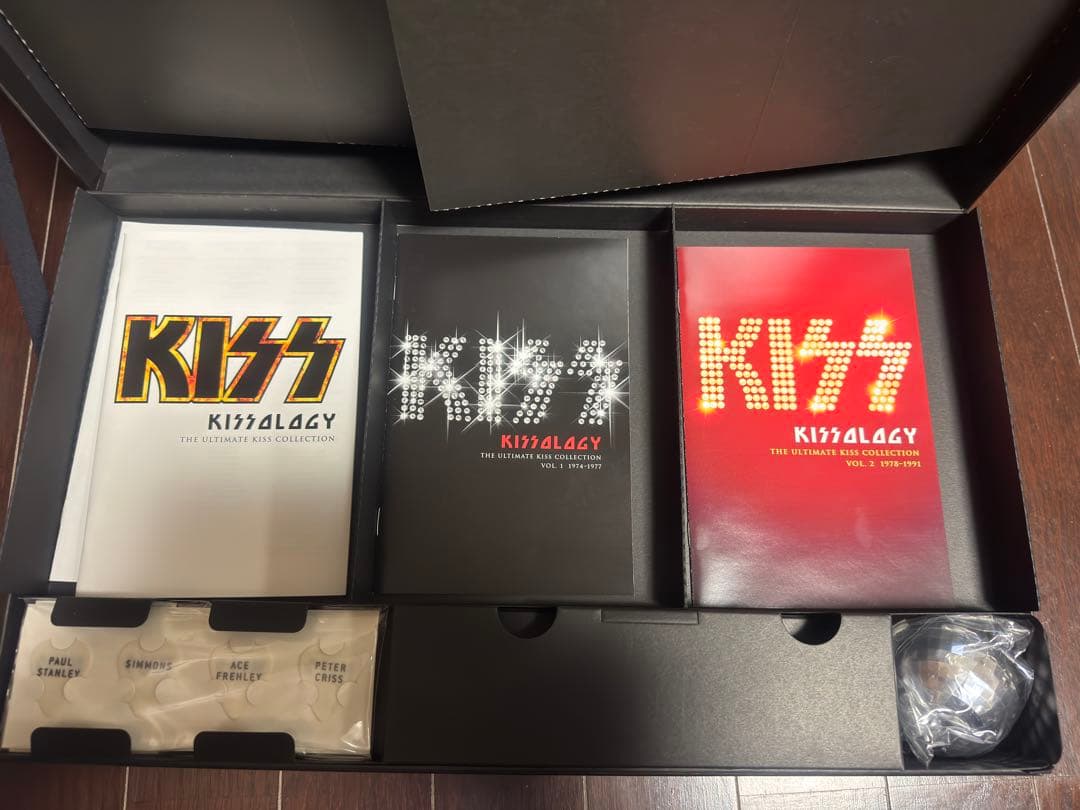 KISS
KISSOLOGY
THE ULTIMATE KISS COLLECTION
KISS
KISSOLOGY
THE ULTIMATE KISS COLLECTION
VOL. 1 1974-1977
KISS
KISSOLOGY
THE ULTIMATE KISS COLLECTION
VOL. 2 1978-1991
PAUL
STANLEY
SIMMONS
ACE
FREHLEY
PETER
CRISS